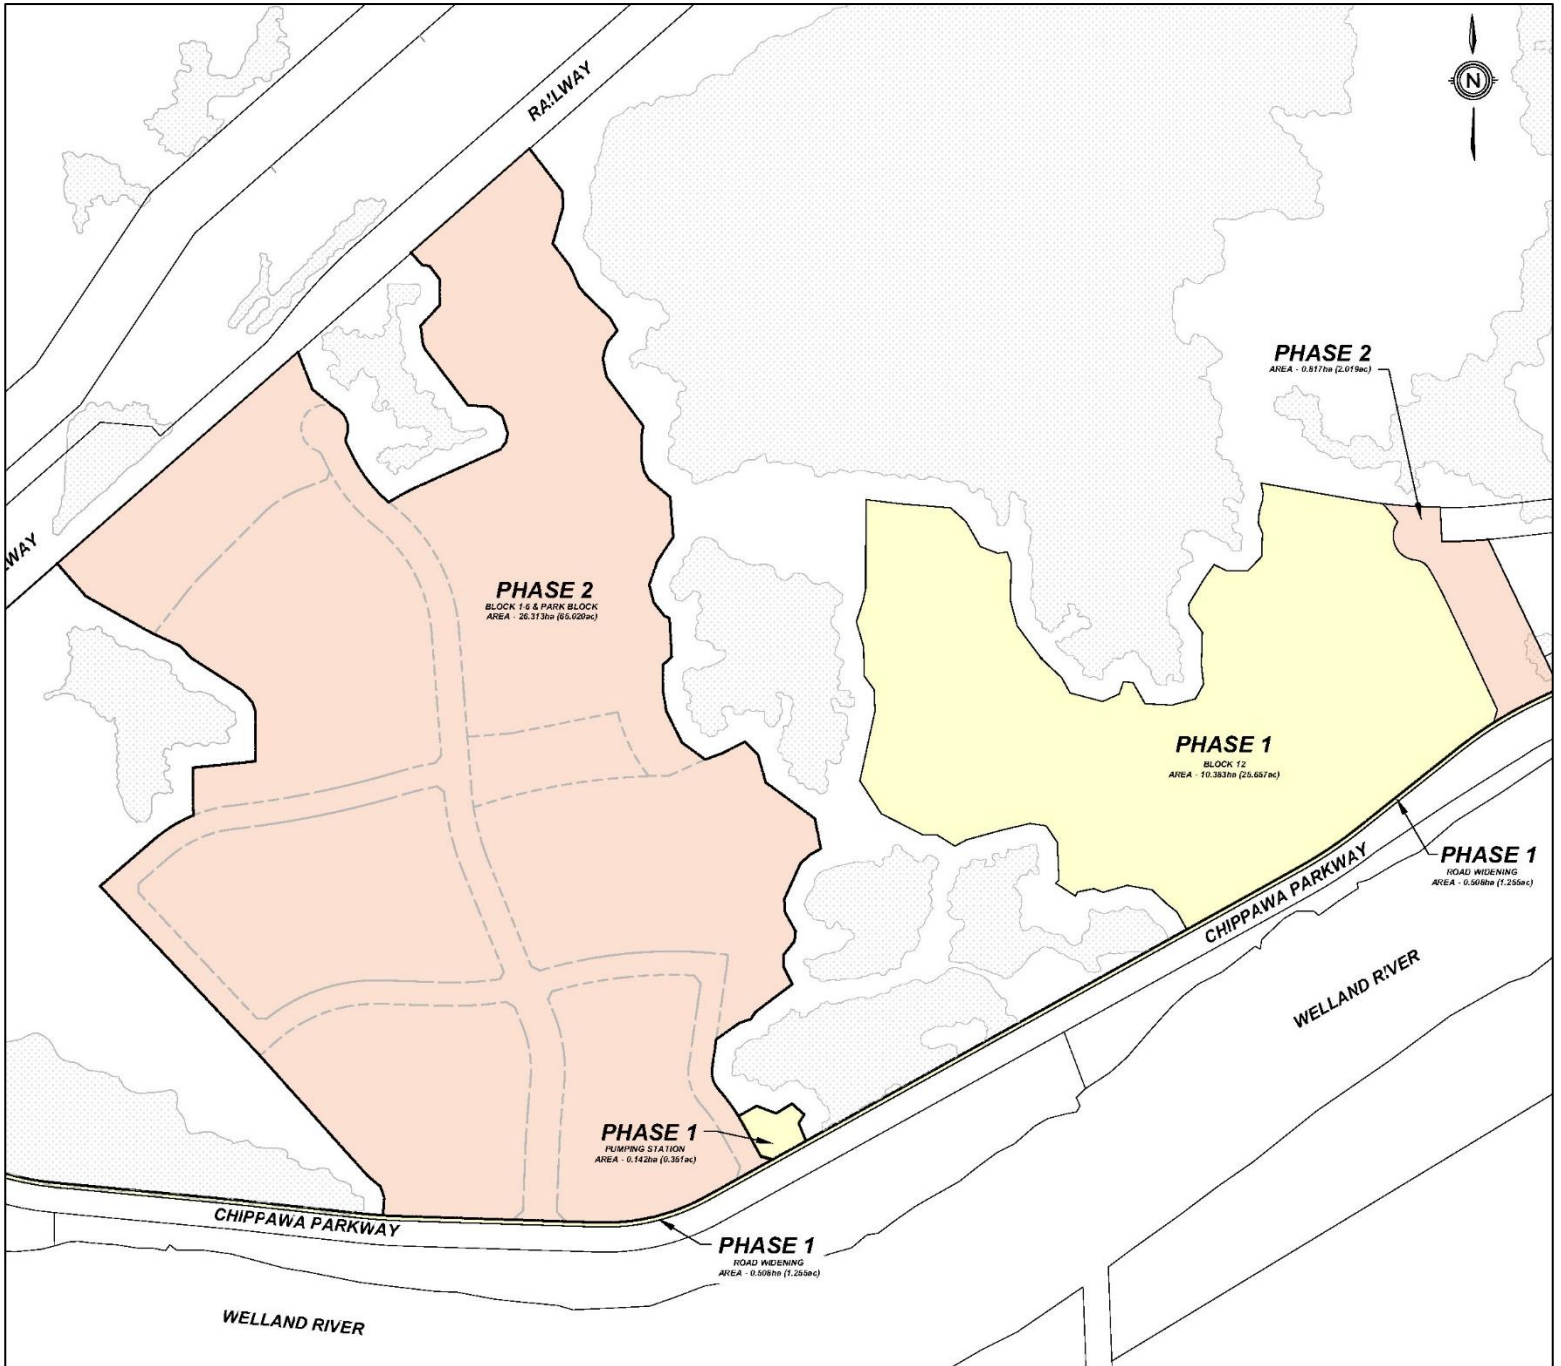 RAILWAY
N
PHASE 2
AREA - 0.817ha (2.019ac)
WAY
PHASE 2
BLOCK 1-6 & PARK BLOCK
AREA - 26.313ha (65.020ac)
PHASE 1
BLOCK 12
AREA - 10.383ha (25.657ac)
PHASE 1
ROAD WIDENING
AREA - 0.508ha (1.255ac)
CHIPPAWA PARKWAY
WELLAND RIVER
PHASE 1
PUMPING STATION
AREA - 0.142ha (0.351ac)
CHIPPAWA PARKWAY
PHASE 1
ROAD WIDENING
AREA - 0.508ha (1.255ac)
WELLAND RIVER